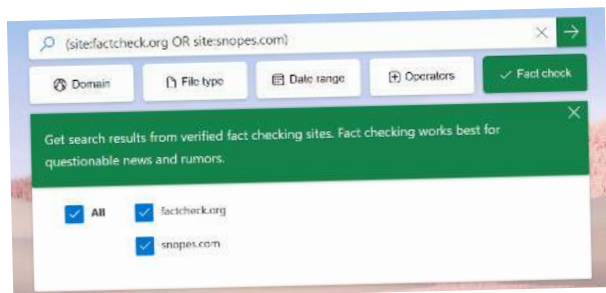 (site:factcheck.org OR site:snopes.com)
Domain
File type
Date range
Operators
Fact check
Get search results from verified fact checking sites. Fact checking works best for
questionable news and rumors.
All
factcheck.org
snopes.com